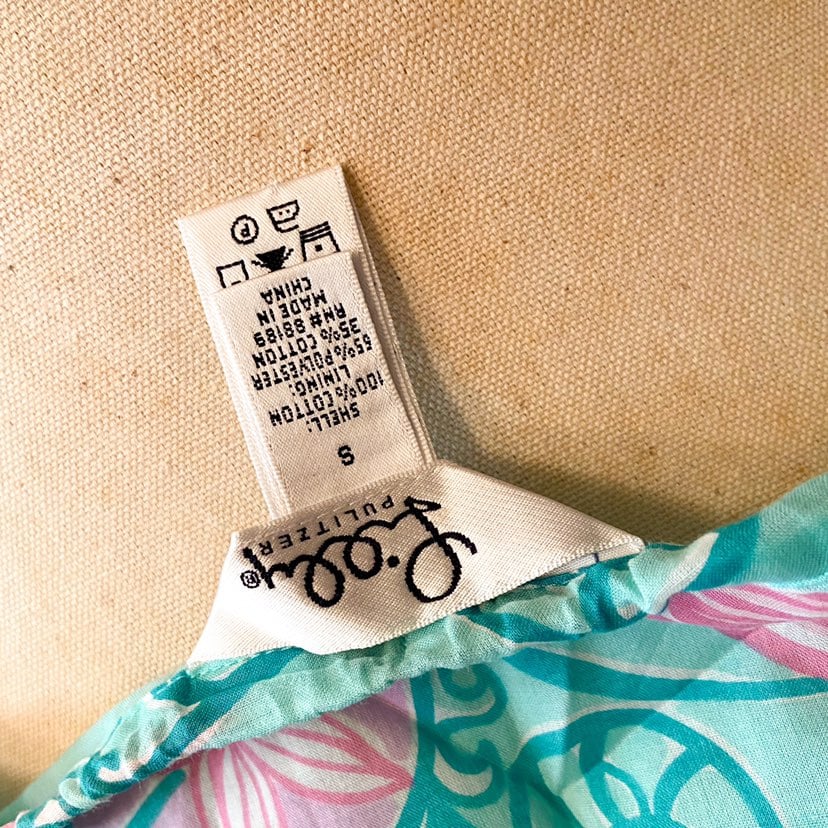 Lilly®
PULITZER
S
SHELL:
100% COTTON
LINING:
65% POLYESTER
35% COTTON
RN# 88189
MADE IN
CHINA
P